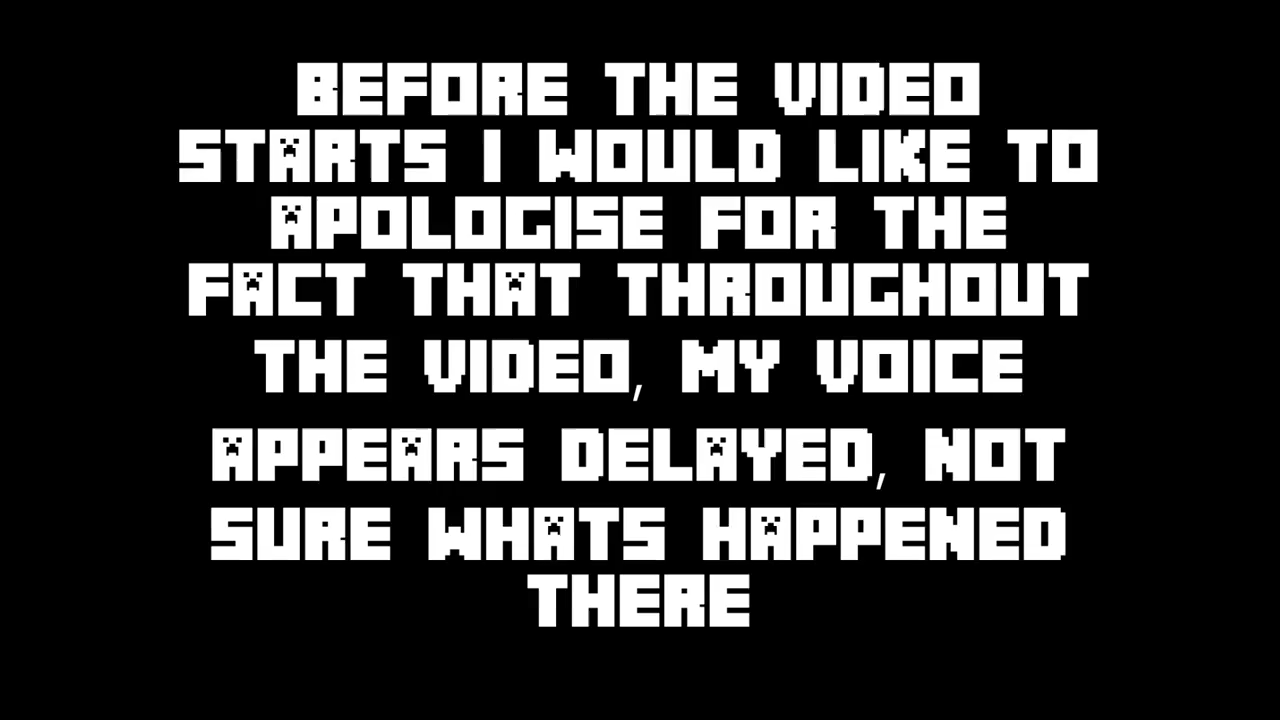 BEFORE THE VIDEO
STARTS I WOULD LIKE TO
APOLOGISE FOR THE
FACT THAT THROUGHOUT
THE VIDEO, MY VOICE
APPEARS DELAYED, NOT
SURE WHATS HAPPENED
THERE